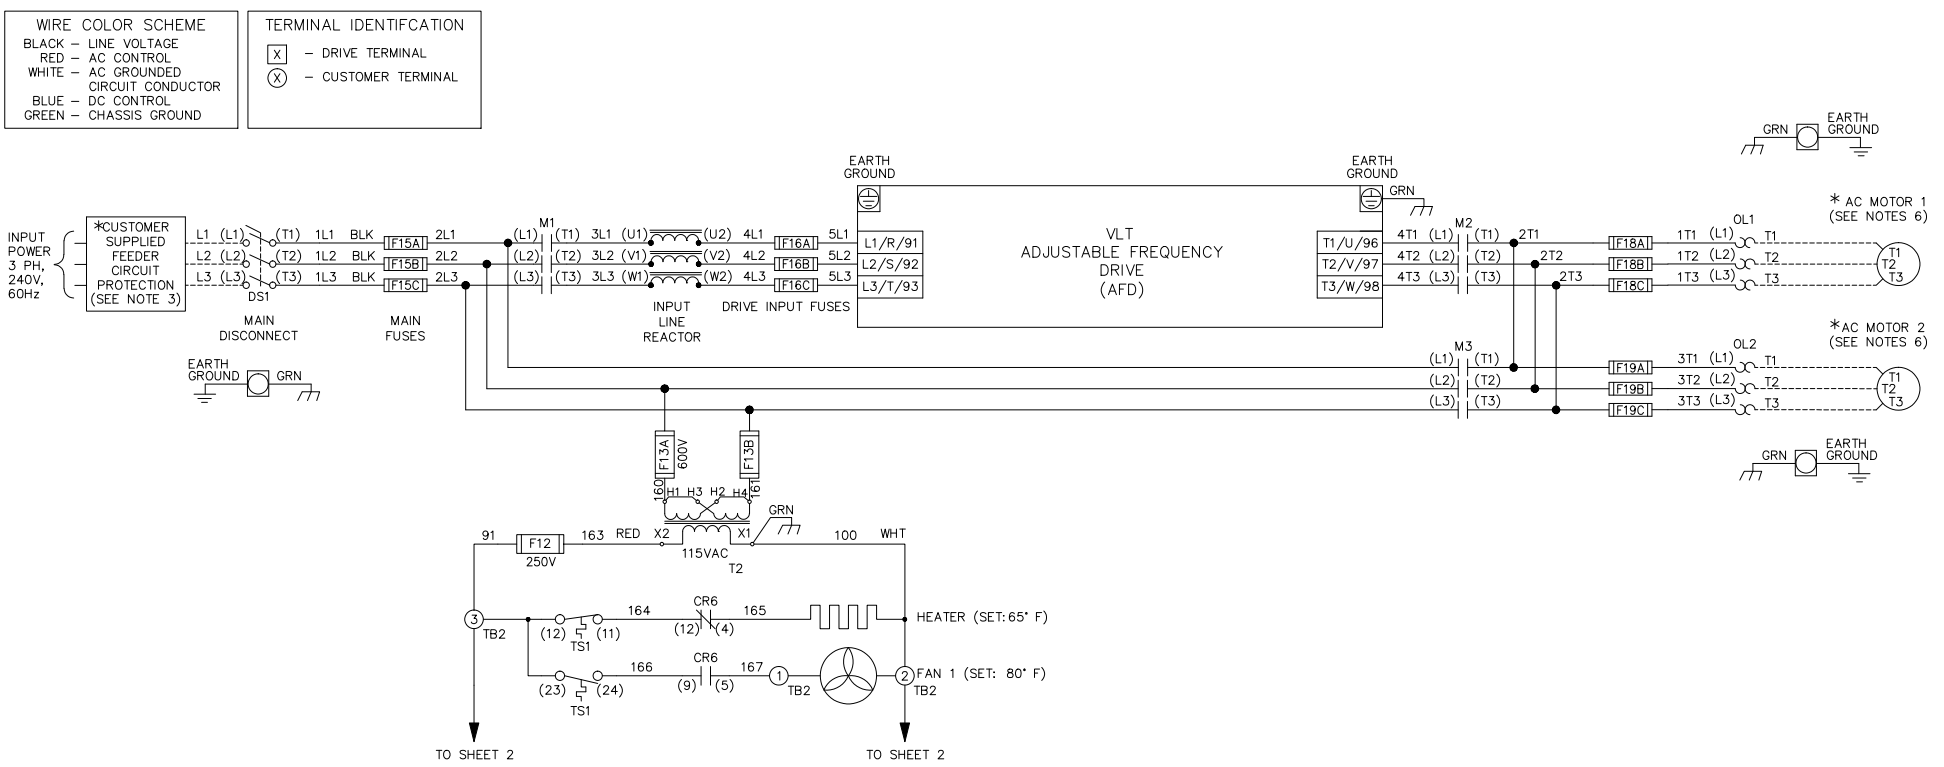 WIRE COLOR SCHEME
BLACK – LINE VOLTAGE
RED – AC CONTROL
WHITE – AC GROUNDED
CIRCUIT CONDUCTOR
BLUE – DC CONTROL
GREEN – CHASSIS GROUND
TERMINAL IDENTIFCATION
X – DRIVE TERMINAL
X – CUSTOMER TERMINAL
GRN
EARTH
GROUND
EARTH
GROUND
EARTH
GROUND
GRN
INPUT
POWER
3 PH,
240V,
60Hz
*CUSTOMER
SUPPLIED
FEEDER
CIRCUIT
PROTECTION
(SEE NOTE 3)
L1 (L1) (T1) 1L1 BLK F15A 2L1 (L1) M1 (T1) 3L1 (U1) (U2) 4L1 F16A 5L1 L1/R/91
L2 (L2) 1L2 BLK F15B 2L2 (L2) (T2) 3L2 (V1) (V2) 4L2 F16B 5L2 L2/S/92
L3 (L3) (T3) 1L3 BLK F15C 2L3 (L3) (T3) 3L3 (W1) (W2) 4L3 F16C 5L3 L3/T/93
DS1
MAIN
DISCONNECT
MAIN
FUSES
INPUT
LINE
REACTOR
DRIVE INPUT FUSES
VLT
ADJUSTABLE FREQUENCY
DRIVE
(AFD)
T1/U/96 4T1 (L1) M2 (T1) 2T1 F18A 1T1 (L1) OL1 T1
T2/V/97 4T2 (L2) (T2) 2T2 F18B 1T2 (L2) T2
T3/W/98 4T3 (L3) (T3) 2T3 F18C 1T3 (L3) T3
* AC MOTOR 1
(SEE NOTES 6)
T1
T2
T3
EARTH
GROUND
GRN
(L1) M3 (T1) F19A 3T1 (L1) OL2 T1
(L2) (T2) F19B 3T2 (L2) T2
(L3) (T3) F19C 3T3 (L3) T3
*AC MOTOR 2
(SEE NOTES 6)
T1
T2
T3
GRN
EARTH
GROUND
F13A
600V
F13B
160
H1 H3 H2 H4
161
GRN
91 F12 163 RED X2 X1 100 WHT
250V
115VAC
T2
3
TB2
(12) (11)
TS1
164
CR6
(12) (4)
165
HEATER (SET:65° F)
(23) (24)
TS1
166
CR6
(9) (5)
167
1
TB2
2
TB2
FAN 1 (SET: 80° F)
TO SHEET 2
TO SHEET 2